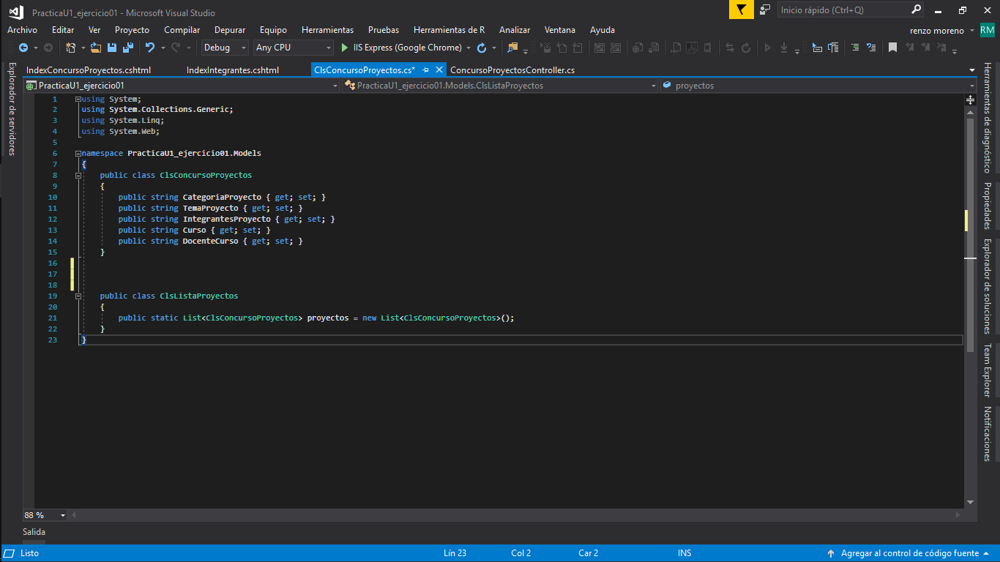 PracticaU1_ejercicio01 - Microsoft Visual Studio
Inicio rápido (Ctrl+Q)
Archivo Editar Ver Proyecto Compilar Depurar Equipo Herramientas Pruebas Herramientas de R Analizar Ventana Ayuda
renzo moreno RM
Debug Any CPU IIS Express (Google Chrome)
IndexConcursoProyectos.cshtml IndexIntegrantes.cshtml ClsConcursoProyectos.cs* ConcursoProyectosController.cs
PracticaU1_ejercicio01 PracticaU1_ejercicio01.Models.ClsListaProyectos proyectos
Explorador de servidores
1 using System;
2 using System.Collections.Generic;
3 using System.Linq;
4 using System.Web;
5
6 namespace PracticaU1_ejercicio01.Models
7 {
8 public class ClsConcursoProyectos
9 {
10 public string CategoriaProyecto { get; set; }
11 public string TemaProyecto { get; set; }
12 public string IntegrantesProyecto { get; set; }
13 public string Curso { get; set; }
14 public string DocenteCurso { get; set; }
15 }
16
17
18
19 public class ClsListaProyectos
20 {
21 public static List<ClsConcursoProyectos> proyectos = new List<ClsConcursoProyectos>();
22 }
23 }
Herramientas de diagnóstico
Propiedades
Explorador de soluciones
Team Explorer
Notificaciones
88 %
Salida
Listo Lín 23 Col 2 Car 2 INS Agregar al control de código fuente